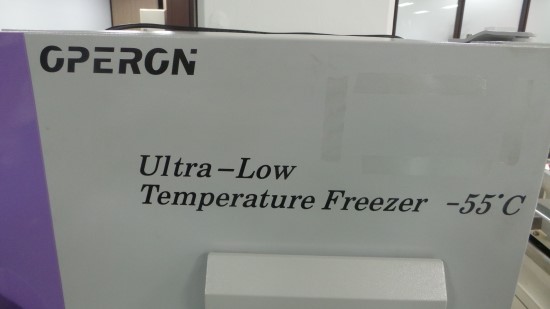 OPERON
Ultra-Low
Temperature Freezer -55°C